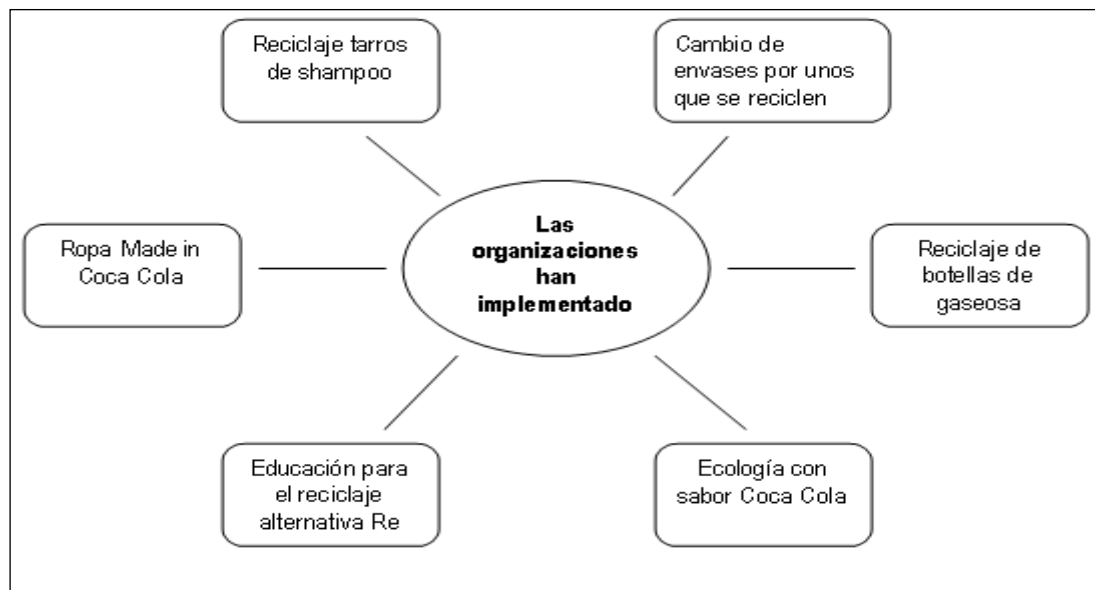 Reciclaje tarros
de shampoo
Cambio de
envases por unos
que se reciclen
Las
organizaciones
han
implementado
Ropa Made in
Coca Cola
Reciclaje de
botellas de
gaseosa
Educación para
el reciclaje
alternativa Re
Ecología con
sabor Coca Cola